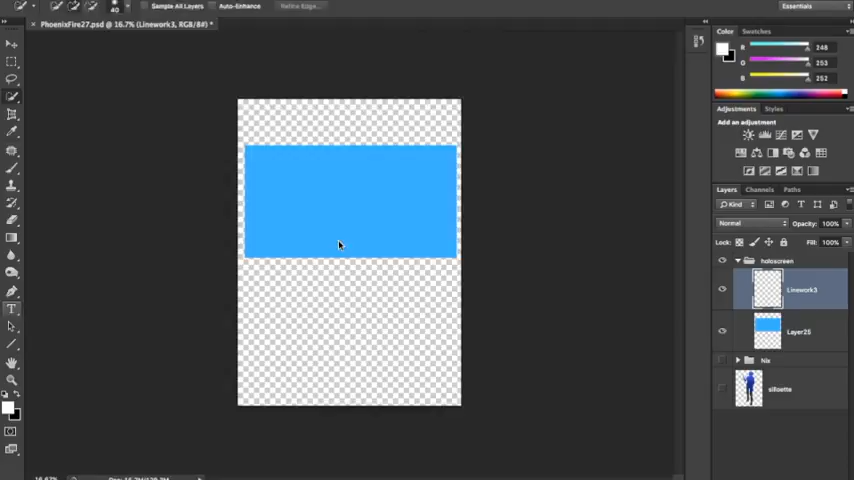 40
Sample All Layers
Auto-Enhance
Refine Edge...
Essentials
× PhoenixFire27.psd @ 16.7% (Linework3, RGB/8#) *
Color
Swatches
R 248
G 253
B 252
Adjustments
Styles
Add an adjustment
Layers
Channels
Paths
Kind
Normal
Opacity: 100%
Lock:
Fill: 100%
holoscreen
Linework3
Layer25
Nix
silloette
T